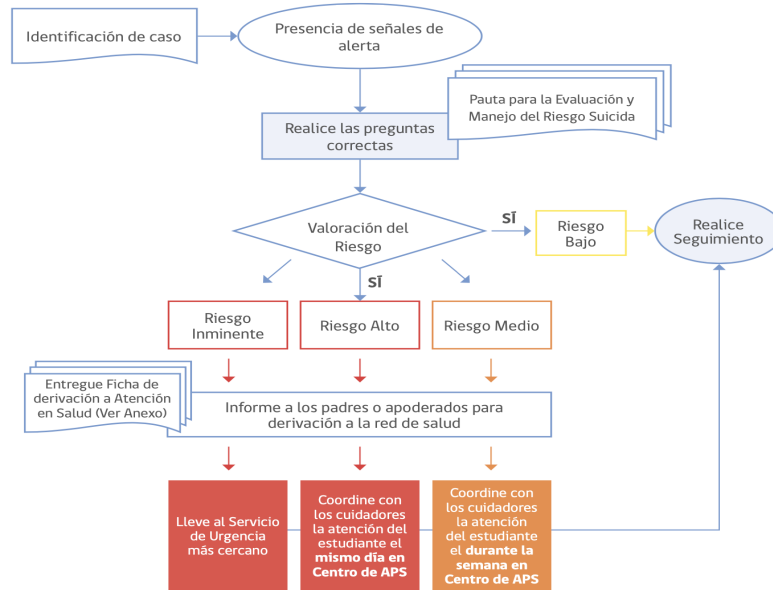 Identificación de caso
Presencia de señales de
alerta
Pauta para la Evaluación y
Manejo del Riesgo Suicida
Realice las preguntas
correctas
Valoración del
Riesgo
SÍ
Riesgo
Bajo
Realice
Seguimiento
SÍ
Riesgo
Inminente
Riesgo Alto
Riesgo Medio
Entregue Ficha de
derivación a Atención
en Salud (Ver Anexo)
Informe a los padres o apoderados para
derivación a la red de salud
Lleve al Servicio
de Urgencia
más cercano
Coordine con
los cuidadores
la atención del
estudiante el
mismo día en
Centro de APS
Coordine con
los cuidadores
la atención
del estudiante
el durante la
semana en
Centro de APS